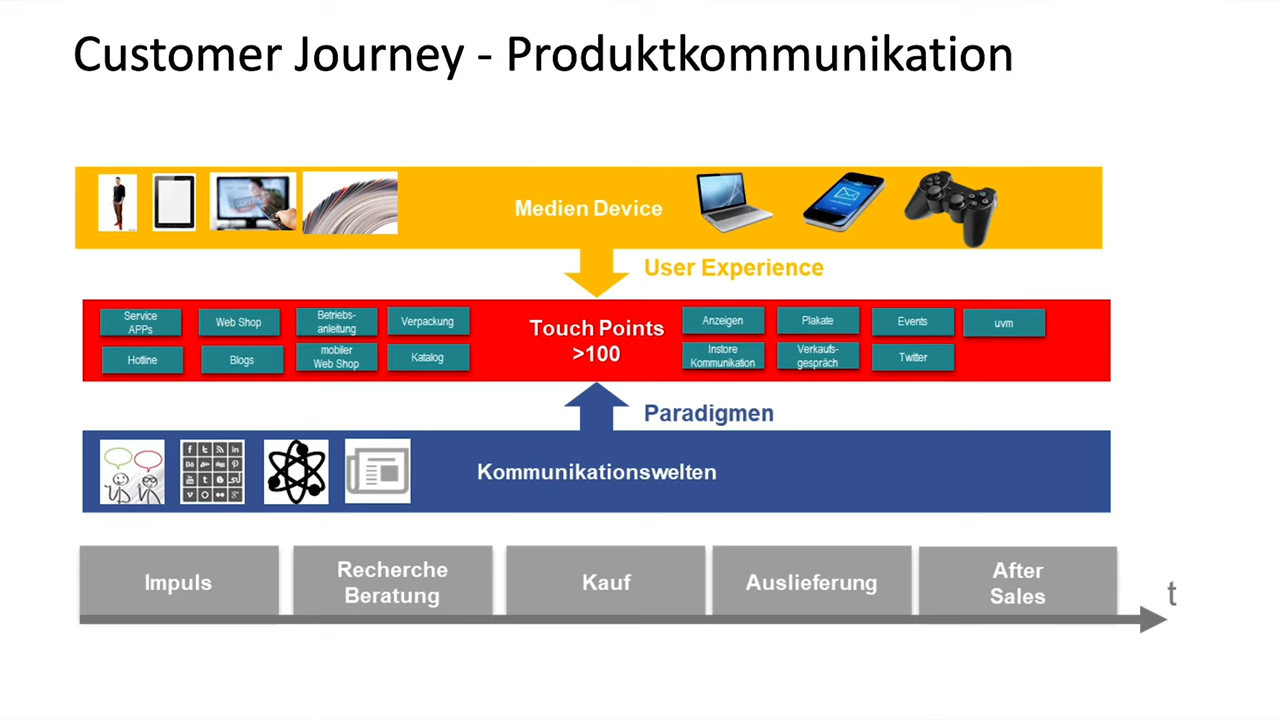 Customer Journey - Produktkommunikation
Medien Device
User Experience
Service
APPs
Web Shop
Betriebs-
anleitung
Verpackung
Hotline
Blogs
mobiler
Web Shop
Katalog
Touch Points
>100
Anzeigen
Plakate
Events
uvm
Instore
Kommunikation
Verkaufs-
gespräch
Twitter
Paradigmen
Kommunikationswelten
Impuls
Recherche
Beratung
Kauf
Auslieferung
After
Sales
t